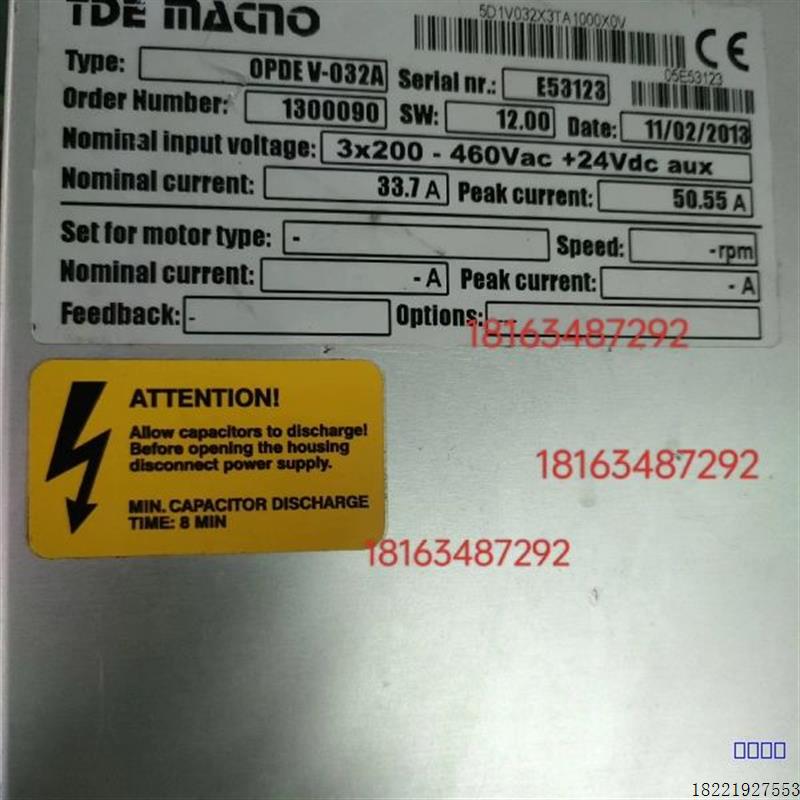 TDE MACNO
5D1V032X3TA1000X0V
CE
Type: OPDE V-032A Serial nr.: E53123 05E53123
Order Number: 1300090 SW: 12.00 Date: 11/02/2013
Nominal input voltage: 3x200 - 460Vac +24Vdc aux
Nominal current: 33.7 A Peak current: 50.55 A
Set for motor type: - Speed: -rpm
Nominal current: - A Peak current: - A
Feedback: - Options:
18163487292
ATTENTION!
Allow capacitors to discharge!
Before opening the housing
disconnect power supply.
MIN. CAPACITOR DISCHARGE
TIME: 8 MIN
18163487292
18163487292
18221927553